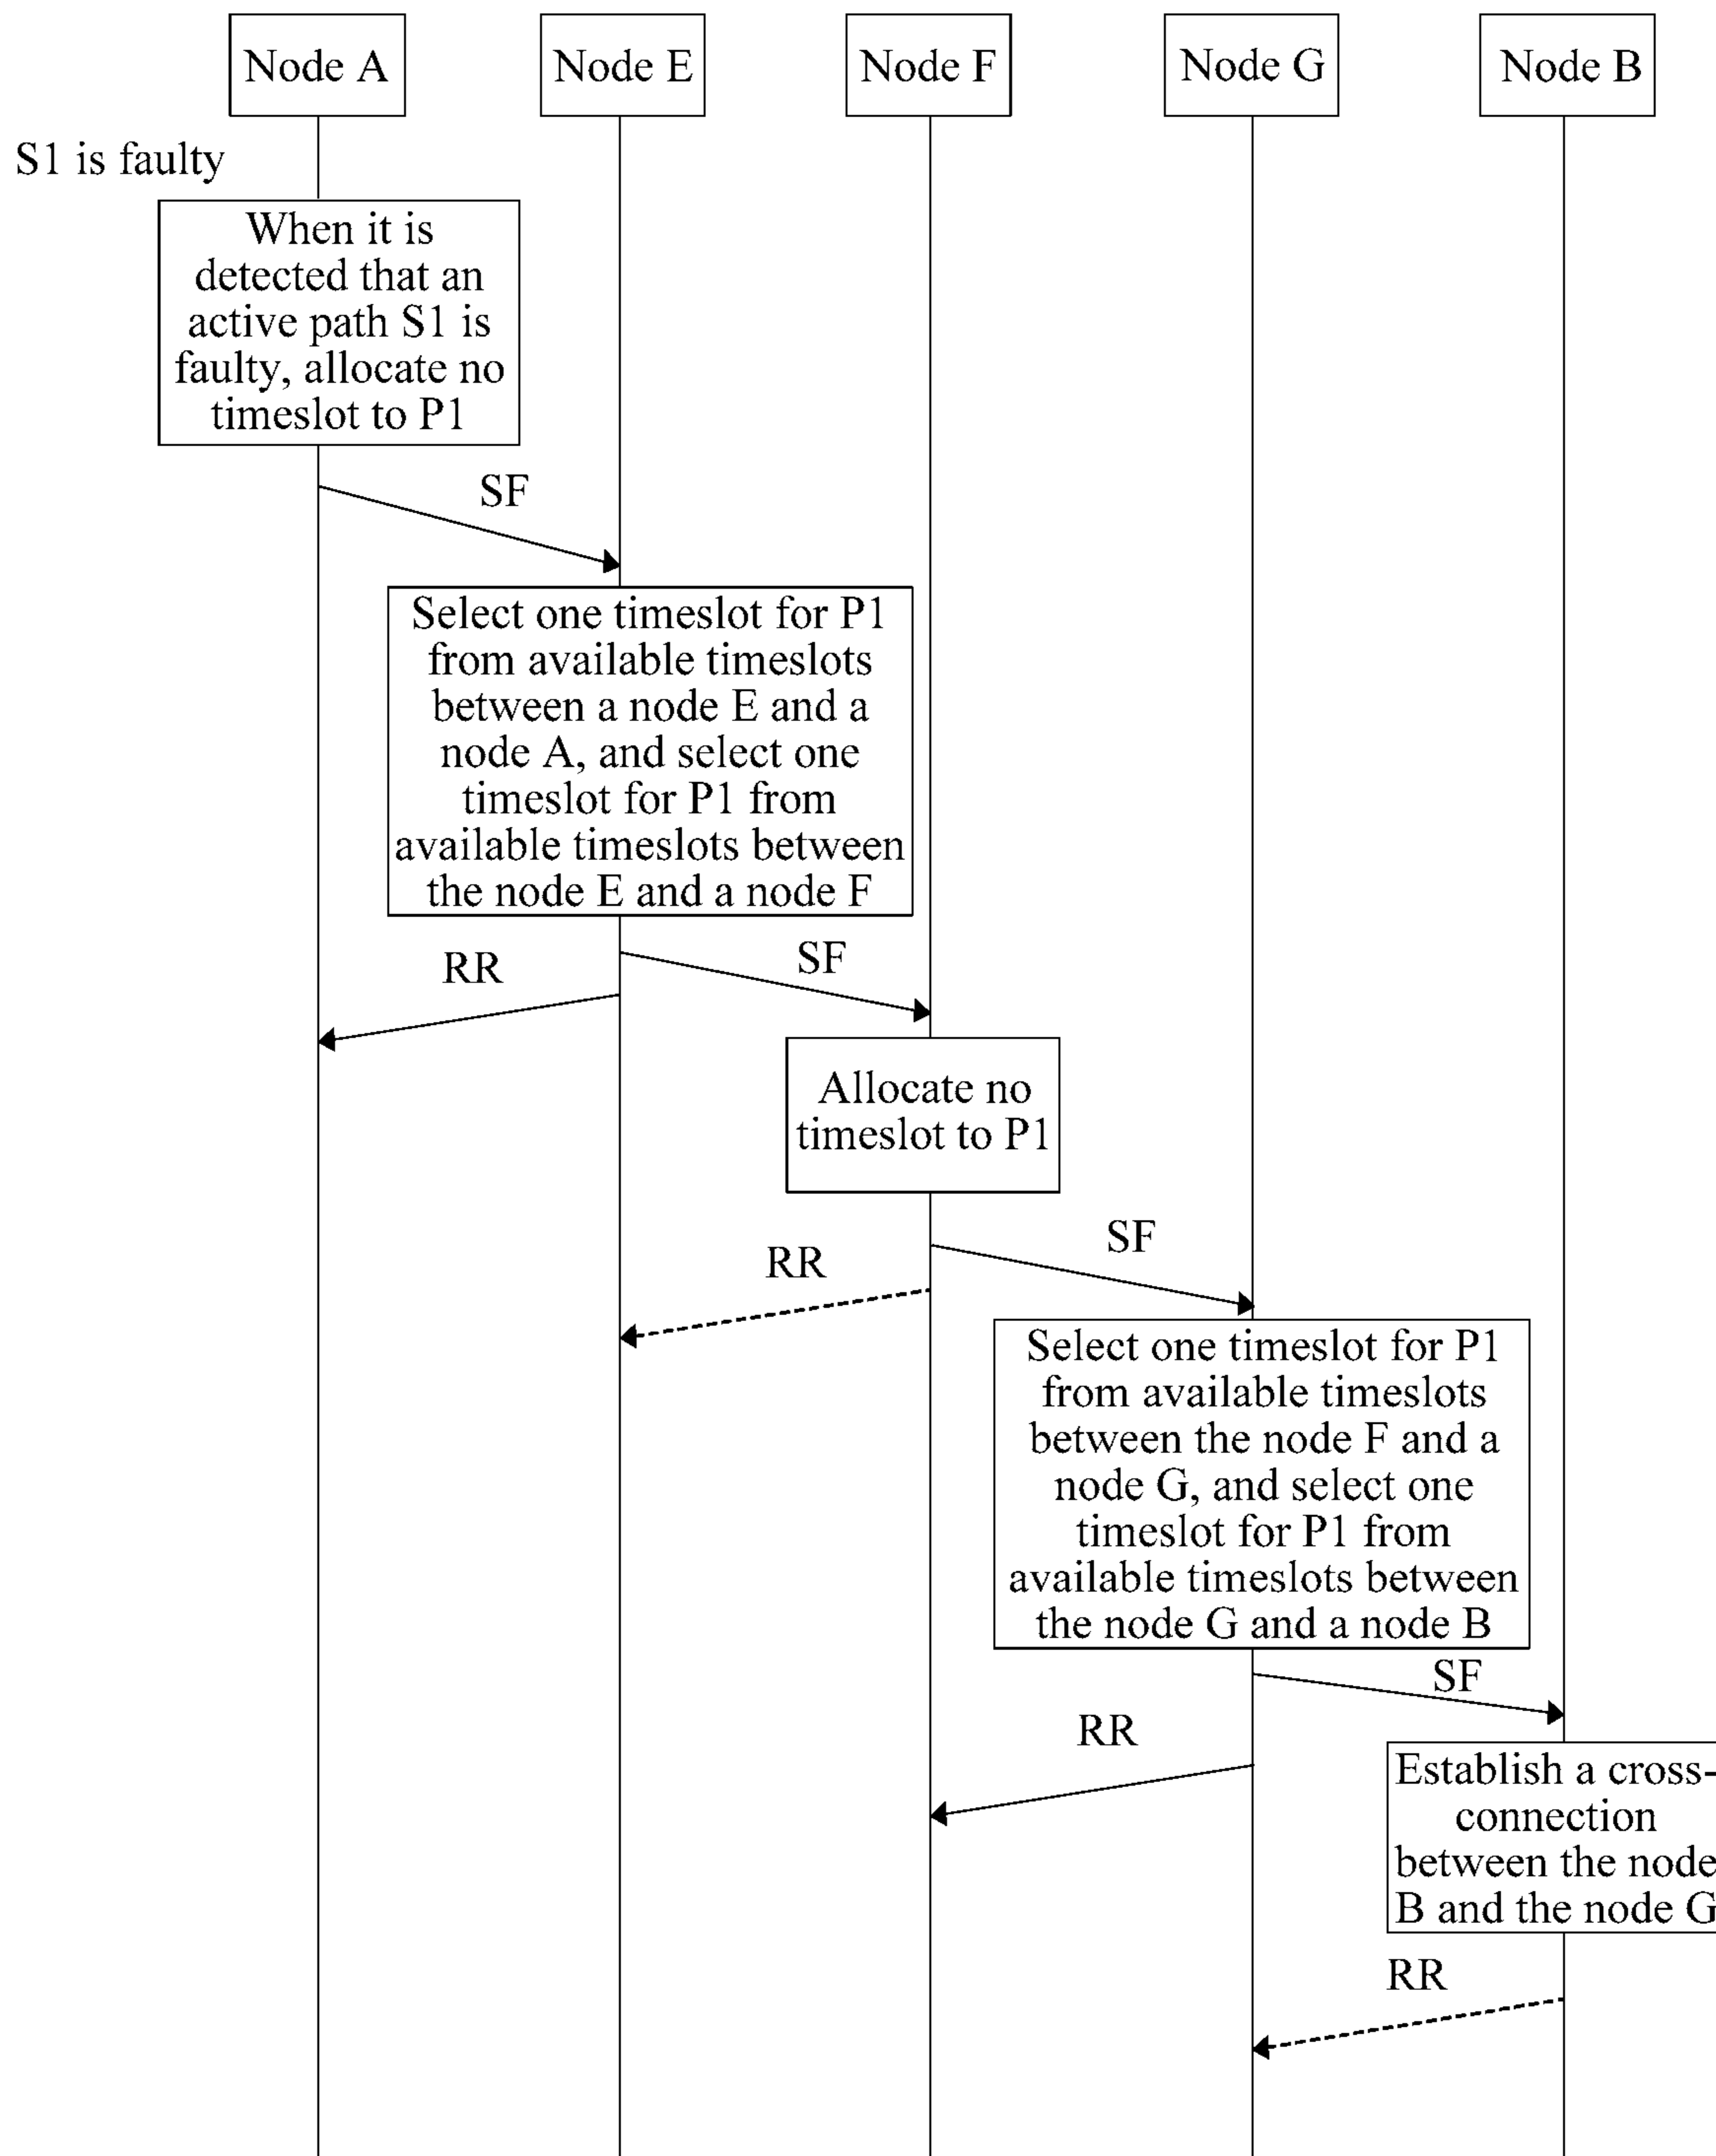 Node A
Node E
Node F
Node G
Node B
S1 is faulty
When it is
detected that an
active path S1 is
faulty, allocate no
timeslot to P1
SF
Select one timeslot for P1
from available timeslots
between a node E and a
node A, and select one
timeslot for P1 from
available timeslots between
the node E and a node F
SF
RR
Allocate no
timeslot to P1
SF
RR
Select one timeslot for P1
from available timeslots
between the node F and a
node G, and select one
timeslot for P1 from
available timeslots between
the node G and a node B
SF
RR
Establish a cross-
connection
between the node
B and the node G
RR